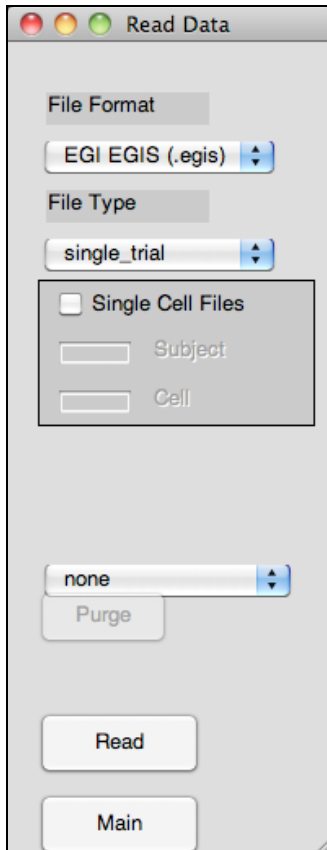 Read Data
File Format
EGI EGIS (.egis)
File Type
single_trial
Single Cell Files
Subject
Cell
none
Purge
Read
Main